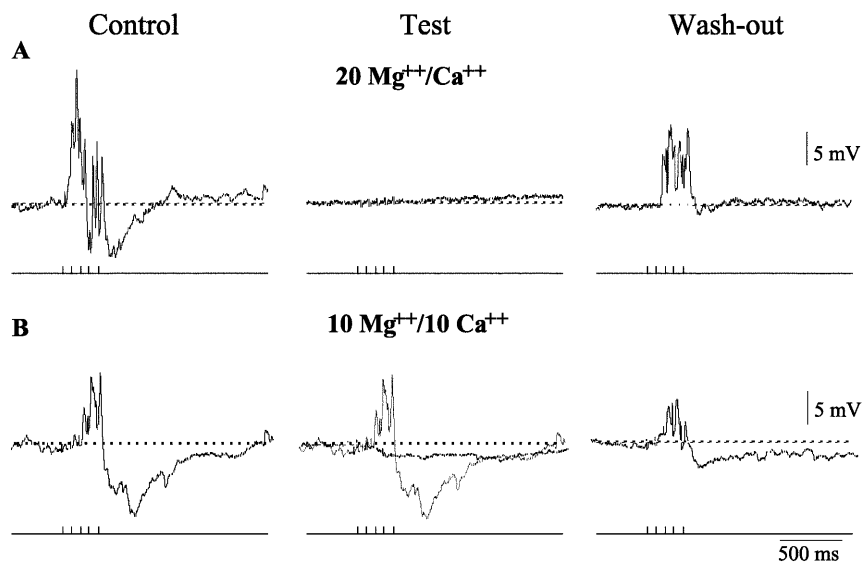 Control Test Wash-out
A
20 Mg++/Ca++
5 mV
B
10 Mg++/10 Ca++
5 mV
500 ms